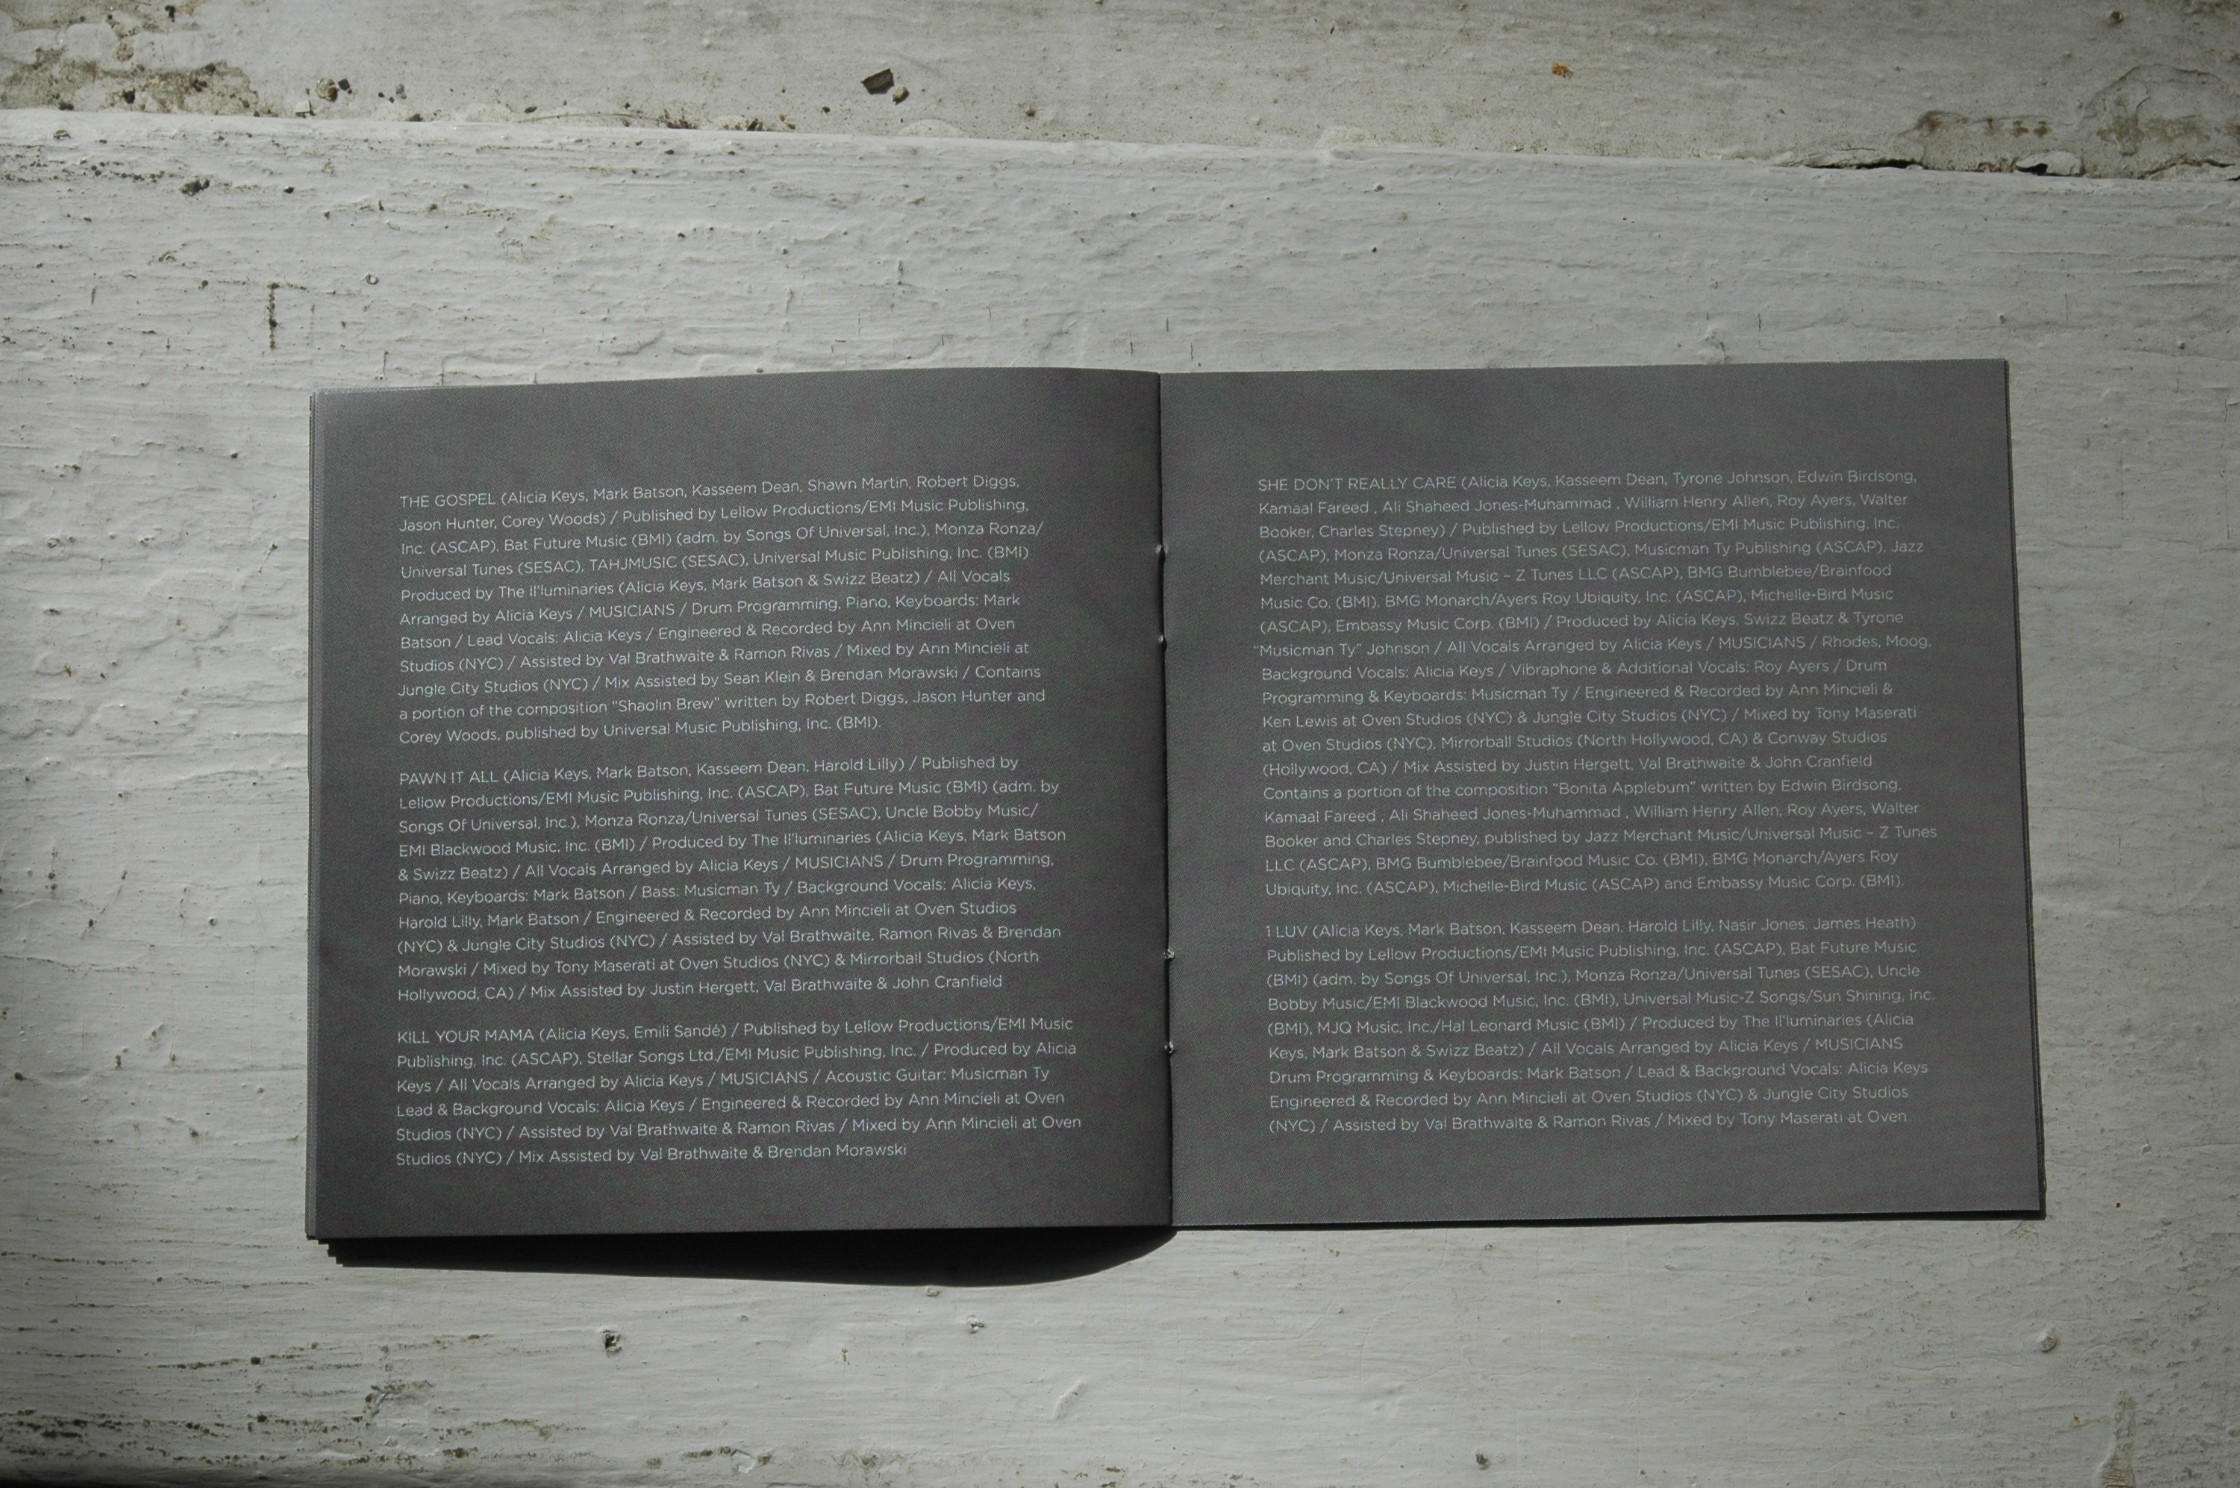 THE GOSPEL (Alicia Keys, Mark Batson, Kasseem Dean, Shawn Martin, Robert Diggs,
Jason Hunter, Corey Woods) / Published by Lellow Productions/EMI Music Publishing,
Inc. (ASCAP), Bat Future Music (BMI) (adm. by Songs Of Universal, Inc.), Monza Ronza/
Universal Tunes (SESAC), TAHJMUSIC (SESAC), Universal Music Publishing, Inc. (BMI)
Produced by The Il'luminaries (Alicia Keys, Mark Batson & Swizz Beatz) / All Vocals
Arranged by Alicia Keys / MUSICIANS / Drum Programming, Piano, Keyboards: Mark
Batson / Lead Vocals: Alicia Keys / Engineered & Recorded by Ann Mincieli at Oven
Studios (NYC) / Assisted by Val Brathwaite & Ramon Rivas / Mixed by Ann Mincieli at
Jungle City Studios (NYC) / Mix Assisted by Sean Klein & Brendan Morawski / Contains
a portion of the composition "Shaolin Brew" written by Robert Diggs, Jason Hunter and
Corey Woods, published by Universal Music Publishing, Inc. (BMI).
PAWN IT ALL (Alicia Keys, Mark Batson, Kasseem Dean, Harold Lilly) / Published by
Lellow Productions/EMI Music Publishing, Inc. (ASCAP), Bat Future Music (BMI) (adm. by
Songs Of Universal, Inc.), Monza Ronza/Universal Tunes (SESAC), Uncle Bobby Music/
EMI Blackwood Music, Inc. (BMI) / Produced by The Il'luminaries (Alicia Keys, Mark Batson
& Swizz Beatz) / All Vocals Arranged by Alicia Keys / MUSICIANS / Drum Programming,
Piano, Keyboards: Mark Batson / Bass: Musicman Ty / Background Vocals: Alicia Keys,
Harold Lilly, Mark Batson / Engineered & Recorded by Ann Mincieli at Oven Studios
(NYC) & Jungle City Studios (NYC) / Assisted by Val Brathwaite, Ramon Rivas & Brendan
Morawski / Mixed by Tony Maserati at Oven Studios (NYC) & Mirrorball Studios (North
Hollywood, CA) / Mix Assisted by Justin Hergett, Val Brathwaite & John Cranfield
KILL YOUR MAMA (Alicia Keys, Emili Sandé) / Published by Lellow Productions/EMI Music
Publishing, Inc. (ASCAP), Stellar Songs Ltd./EMI Music Publishing, Inc. / Produced by Alicia
Keys / All Vocals Arranged by Alicia Keys / MUSICIANS / Acoustic Guitar: Musicman Ty
Lead & Background Vocals: Alicia Keys / Engineered & Recorded by Ann Mincieli at Oven
Studios (NYC) / Assisted by Val Brathwaite & Ramon Rivas / Mixed by Ann Mincieli at Oven
Studios (NYC) / Mix Assisted by Val Brathwaite & Brendan Morawski
SHE DON'T REALLY CARE (Alicia Keys, Kasseem Dean, Tyrone Johnson, Edwin Birdsong,
Kamaal Fareed, Ali Shaheed Jones-Muhammad , William Henry Allen, Roy Ayers, Walter
Booker, Charles Stepney) / Published by Lellow Productions/EMI Music Publishing, Inc.
(ASCAP), Monza Ronza/Universal Tunes (SESAC), Musicman Ty Publishing (ASCAP), Jazz
Merchant Music/Universal Music – Z Tunes LLC (ASCAP), BMG Bumblebee/Brainfood
Music Co. (BMI), BMG Monarch/Ayers Roy Ubiquity, Inc. (ASCAP), Michelle-Bird Music
(ASCAP), Embassy Music Corp. (BMI) / Produced by Alicia Keys, Swizz Beatz & Tyrone
"Musicman Ty" Johnson / All Vocals Arranged by Alicia Keys / MUSICIANS / Rhodes, Moog,
Background Vocals: Alicia Keys / Vibraphone & Additional Vocals: Roy Ayers / Drum
Programming & Keyboards: Musicman Ty / Engineered & Recorded by Ann Mincieli &
Ken Lewis at Oven Studios (NYC) & Jungle City Studios (NYC) / Mixed by Tony Maserati
at Oven Studios (NYC), Mirrorball Studios (North Hollywood, CA) & Conway Studios
(Hollywood, CA) / Mix Assisted by Justin Hergett, Val Brathwaite & John Cranfield
Contains a portion of the composition "Bonita Applebum" written by Edwin Birdsong,
Kamaal Fareed , Ali Shaheed Jones-Muhammad , William Henry Allen, Roy Ayers, Walter
Booker and Charles Stepney, published by Jazz Merchant Music/Universal Music – Z Tunes
LLC (ASCAP), BMG Bumblebee/Brainfood Music Co. (BMI), BMG Monarch/Ayers Roy
Ubiquity, Inc. (ASCAP), Michelle-Bird Music (ASCAP) and Embassy Music Corp. (BMI).
1 LUV (Alicia Keys, Mark Batson, Kasseem Dean, Harold Lilly, Nasir Jones, James Heath)
Published by Lellow Productions/EMI Music Publishing, Inc. (ASCAP), Bat Future Music
(BMI) (adm. by Songs Of Universal, Inc.), Monza Ronza/Universal Tunes (SESAC), Uncle
Bobby Music/EMI Blackwood Music, Inc. (BMI), Universal Music-Z Songs/Sun Shining, Inc.
(BMI), MJQ Music, Inc./Hal Leonard Music (BMI) / Produced by The Il'luminaries (Alicia
Keys, Mark Batson & Swizz Beatz) / All Vocals Arranged by Alicia Keys / MUSICIANS
Drum Programming & Keyboards: Mark Batson / Lead & Background Vocals: Alicia Keys
Engineered & Recorded by Ann Mincieli at Oven Studios (NYC) & Jungle City Studios
(NYC) / Assisted by Val Brathwaite & Ramon Rivas / Mixed by Tony Maserati at Oven